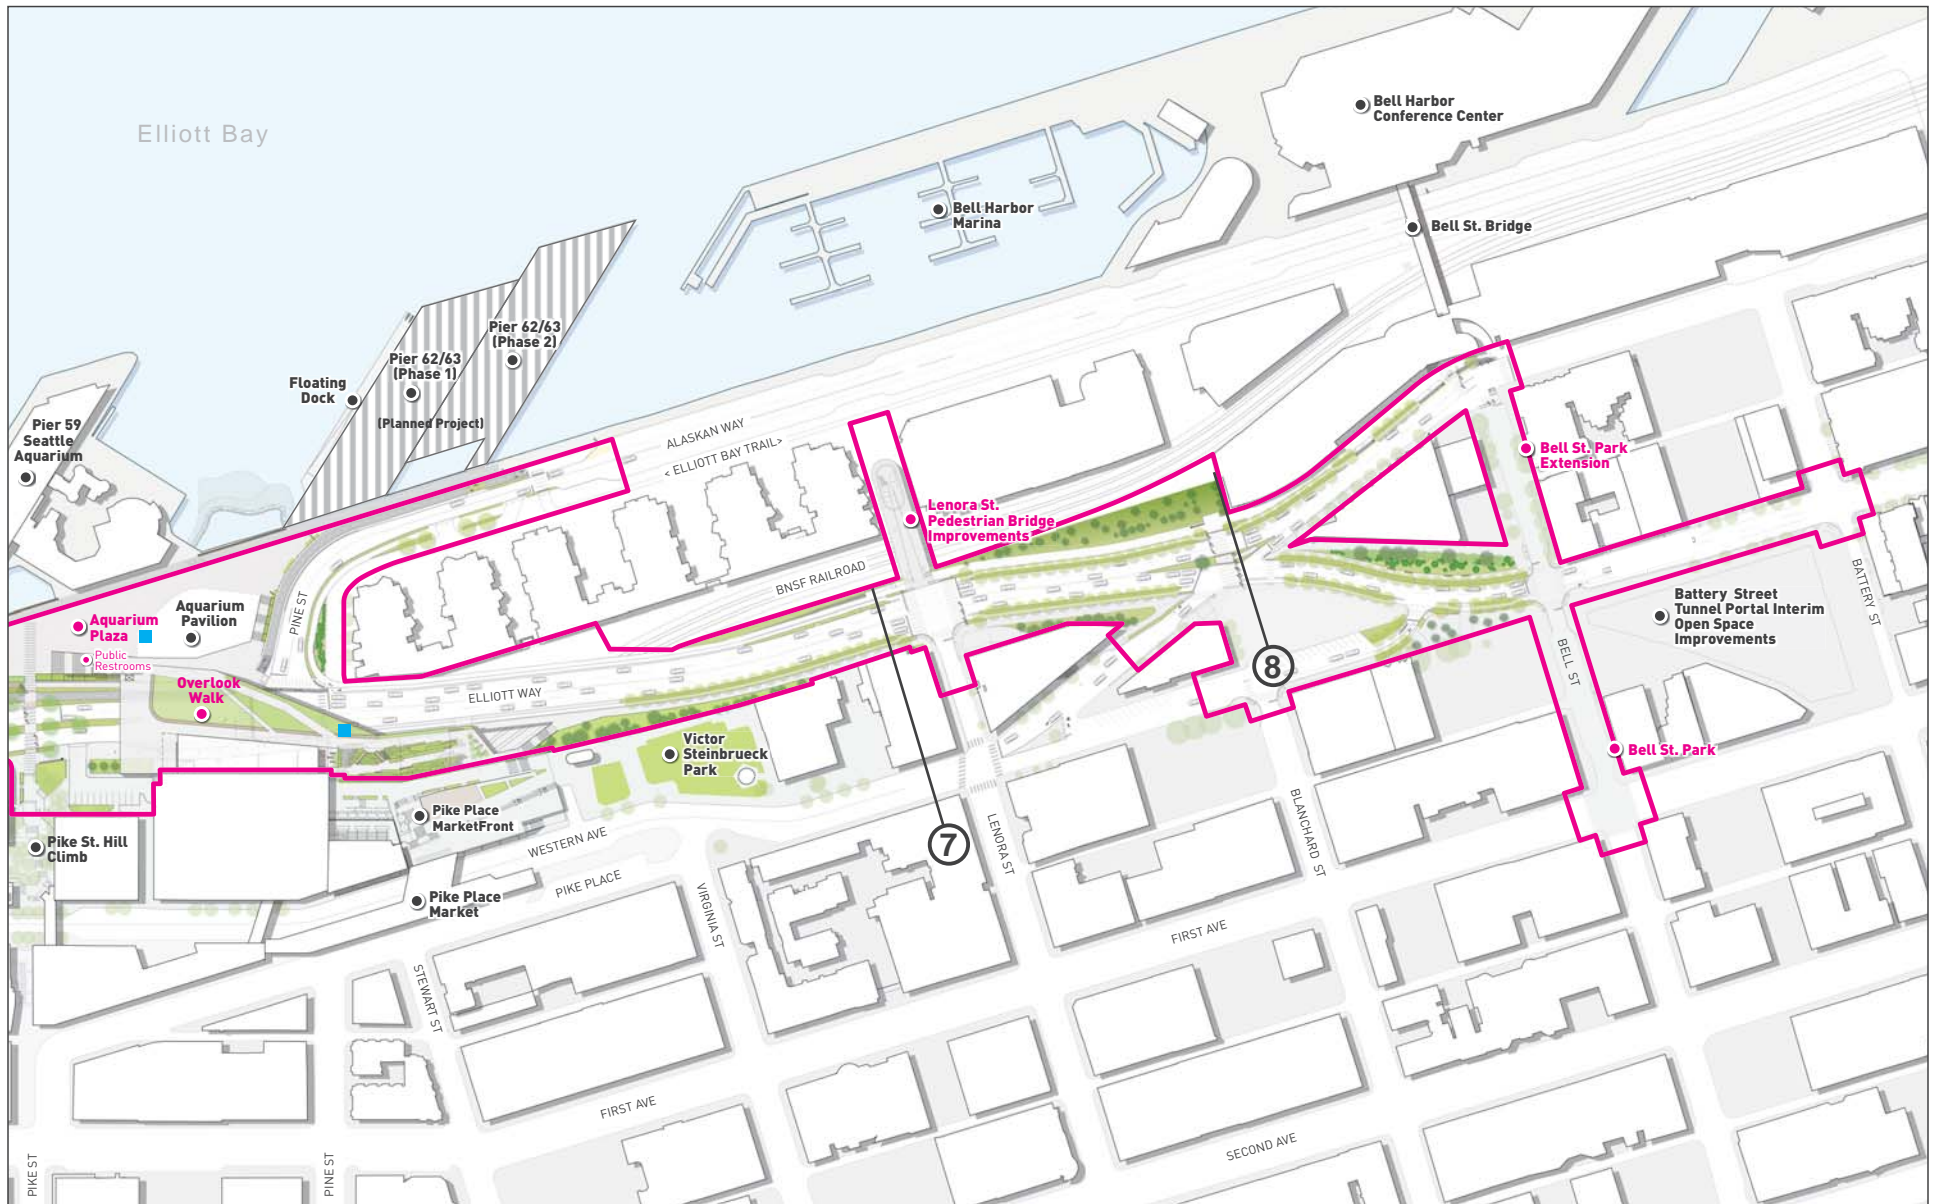 Elliott Bay
Bell Harbor
Conference Center
Bell Harbor
Marina
Bell St. Bridge
Pier 62/63
(Phase 2)
Pier 62/63
(Phase 1)
Floating
Dock
(Planned Project)
Pier 59
Seattle
Aquarium
ALASKAN WAY
< ELLIOTT BAY TRAIL>
Bell St. Park
Extension
Lenora St.
Pedestrian Bridge
Improvements
BNSF RAILROAD
PINE ST
Aquarium
Plaza
Aquarium
Pavilion
Public
Restrooms
Overlook
Walk
ELLIOTT WAY
Battery Street
Tunnel Portal Interim
Open Space
Improvements
BATTERY ST
BELL ST
8
Victor
Steinbrueck
Park
Bell St. Park
Pike Place
MarketFront
Pike St. Hill
Climb
WESTERN AVE
7
LENORA ST
BLANCHARD ST
PIKE PLACE
Pike Place
Market
VIRGINIA ST
FIRST AVE
STEWART ST
FIRST AVE
SECOND AVE
PIKE ST
PINE ST